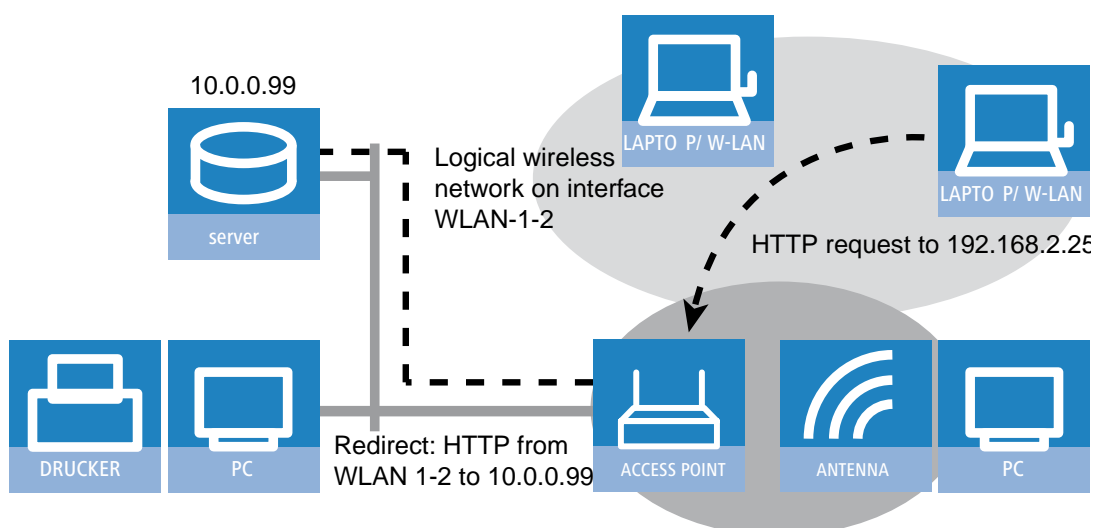 10.0.0.99
server
LAPTO P/ W-LAN
LAPTO P/ W-LAN
Logical wireless
network on interface
WLAN-1-2
HTTP request to 192.168.2.25
DRUCKER
PC
Redirect: HTTP from
WLAN 1-2 to 10.0.0.99
ACCESS POINT
ANTENNA
PC